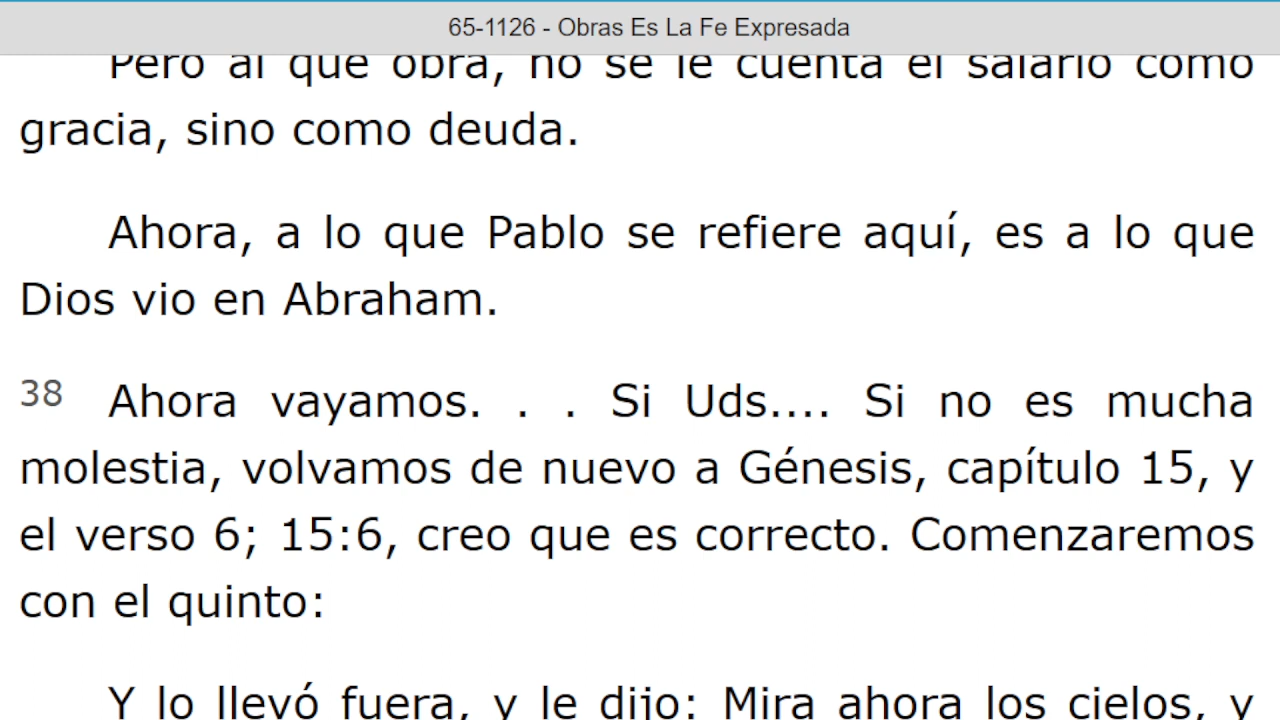 65-1126 - Obras Es La Fe Expresada
Pero al que obra, no se le cuenta el salario como
gracia, sino como deuda.
Ahora, a lo que Pablo se refiere aquí, es a lo que
Dios vio en Abraham.
38 Ahora vayamos. . . Si Uds.... Si no es mucha
molestia, volvamos de nuevo a Génesis, capítulo 15, y
el verso 6; 15:6, creo que es correcto. Comenzaremos
con el quinto:
Y lo llevó fuera, y le dijo: Mira ahora los cielos, y